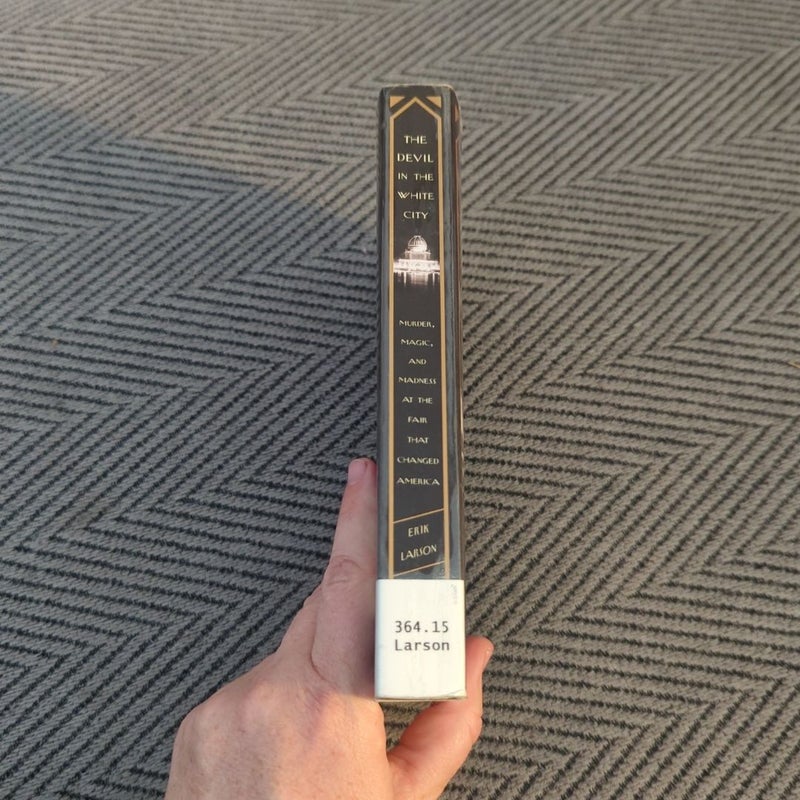 THE
DEVIL
IN THE
WHITE
CITY
MURDER,
MAGIC,
AND
MADNESS
AT THE
FAIR
THAT
CHANGED
AMERICA
ERIK
LARSON
364.15
Larson